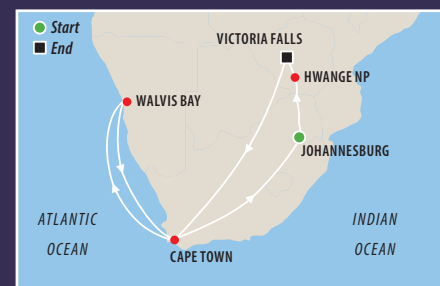 Start
End
VICTORIA FALLS
HWANGE NP
WALVIS BAY
JOHANNESBURG
ATLANTIC
OCEAN
INDIAN
OCEAN
CAPE TOWN